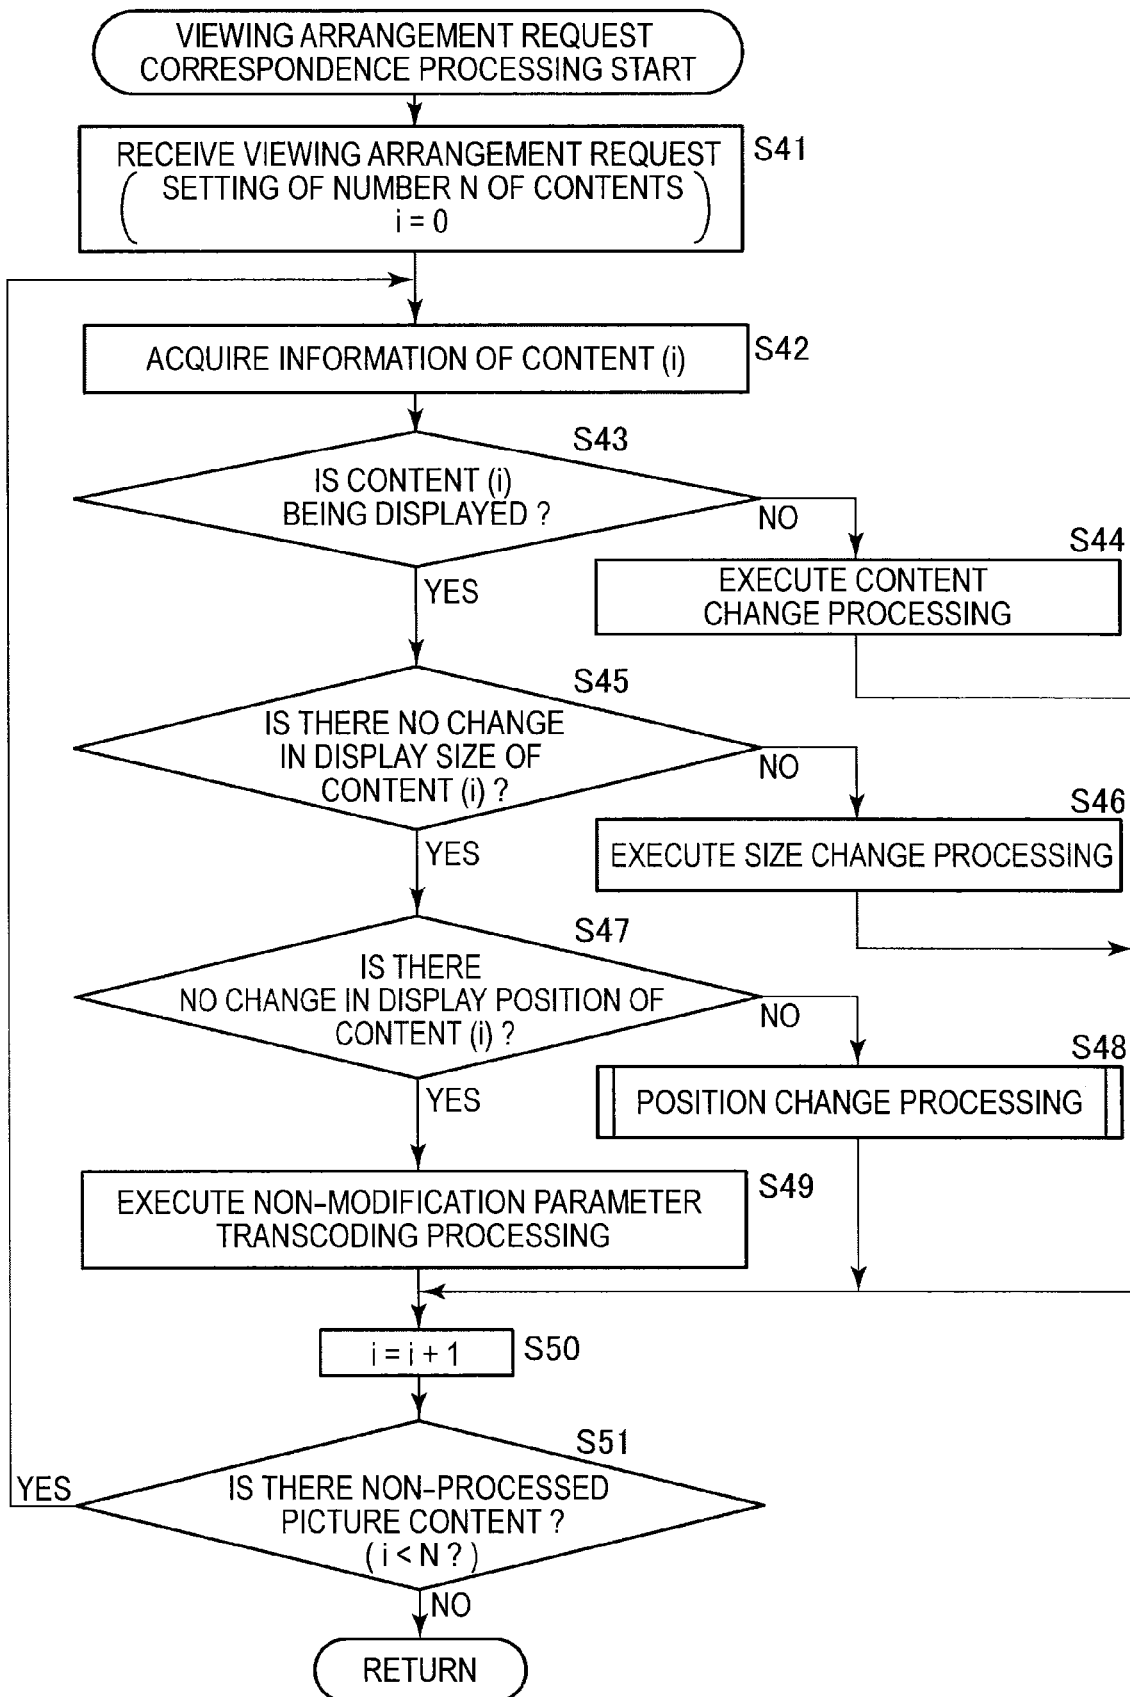 VIEWING ARRANGEMENT REQUEST
CORRESPONDENCE PROCESSING START
RECEIVE VIEWING ARRANGEMENT REQUEST
( SETTING OF NUMBER N OF CONTENTS
i = 0 )
S41
ACQUIRE INFORMATION OF CONTENT (i)
S42
S43
IS CONTENT (i)
BEING DISPLAYED ?
NO
YES
S44
EXECUTE CONTENT
CHANGE PROCESSING
S45
IS THERE NO CHANGE
IN DISPLAY SIZE OF
CONTENT (i) ?
NO
YES
S46
EXECUTE SIZE CHANGE PROCESSING
S47
IS THERE
NO CHANGE IN DISPLAY POSITION OF
CONTENT (i) ?
NO
YES
S48
POSITION CHANGE PROCESSING
EXECUTE NON-MODIFICATION PARAMETER
TRANSCODING PROCESSING
S49
i = i + 1
S50
S51
IS THERE NON-PROCESSED
PICTURE CONTENT ?
( i < N ? )
YES
NO
RETURN